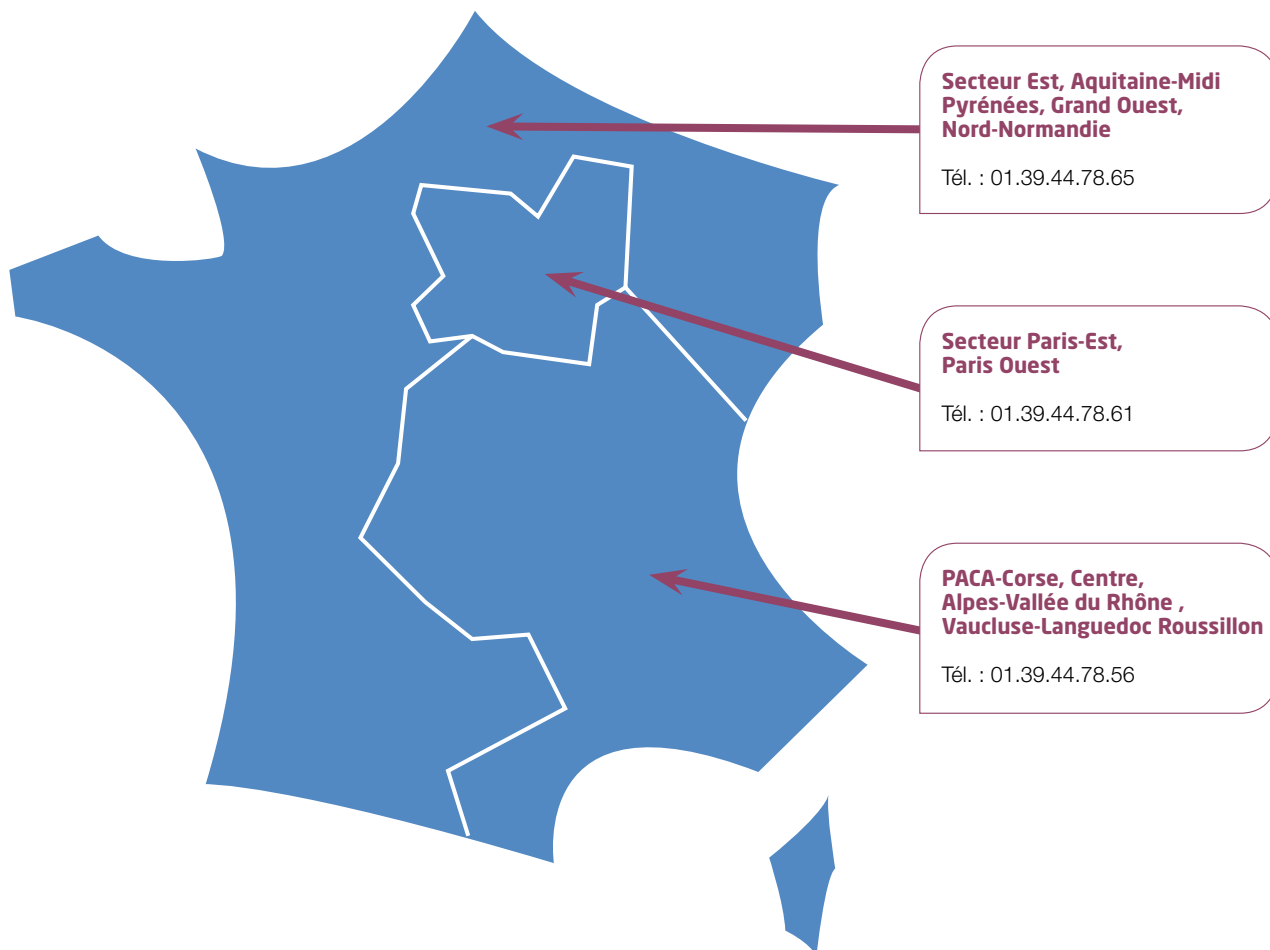 Secteur Est, Aquitaine-Midi
Pyrénées, Grand Ouest,
Nord-Normandie
Tél. : 01.39.44.78.65
Secteur Paris-Est,
Paris Ouest
Tél. : 01.39.44.78.61
PACA-Corse, Centre,
Alpes-Vallée du Rhône ,
Vaucluse-Languedoc Roussillon
Tél. : 01.39.44.78.56